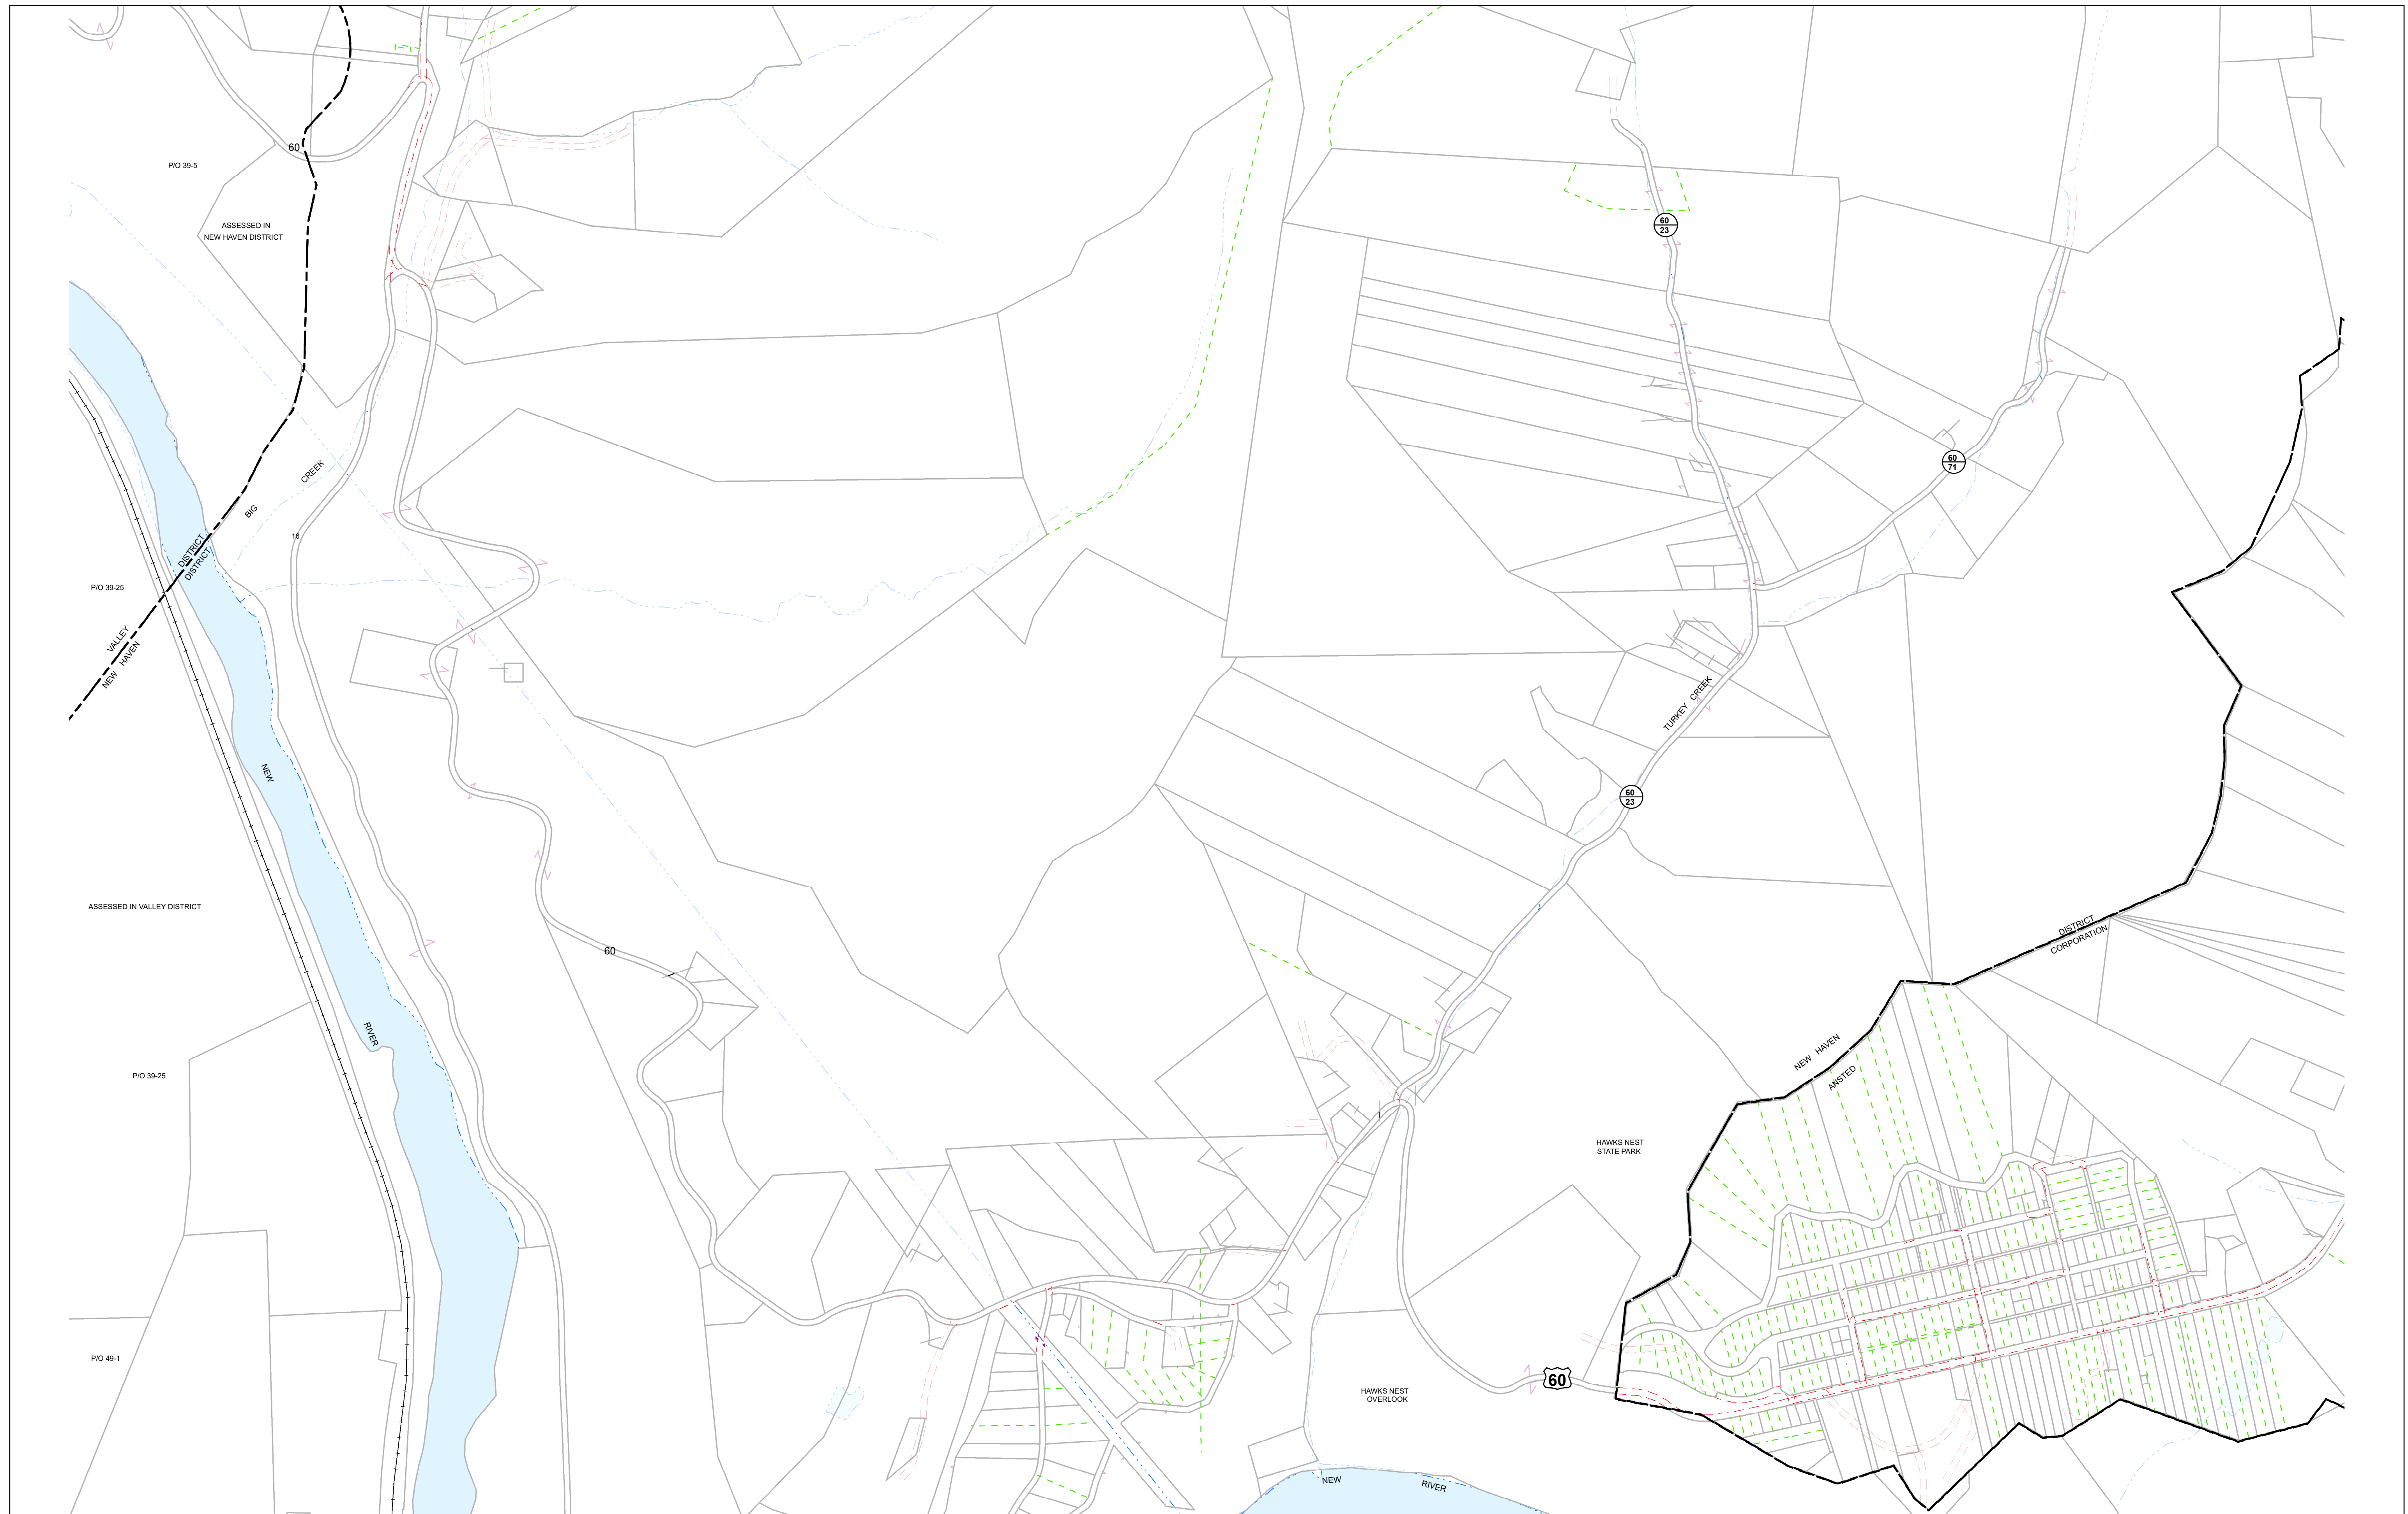 60
P/O 39-5
ASSESSED IN
NEW HAVEN DISTRICT
60
23
60
71
CREEK
BIG
16
DISTRICT
DISTRICT
P/O 39-25
VALLEY
NEW HAVEN
TURKEY CREEK
NEW
60
23
ASSESSED IN VALLEY DISTRICT
DISTRICT
CORPORATION
60
RIVER
NEW HAVEN
ANSTED
P/O 39-25
HAWKS NEST
STATE PARK
P/O 49-1
60
HAWKS NEST
OVERLOOK
NEW RIVER